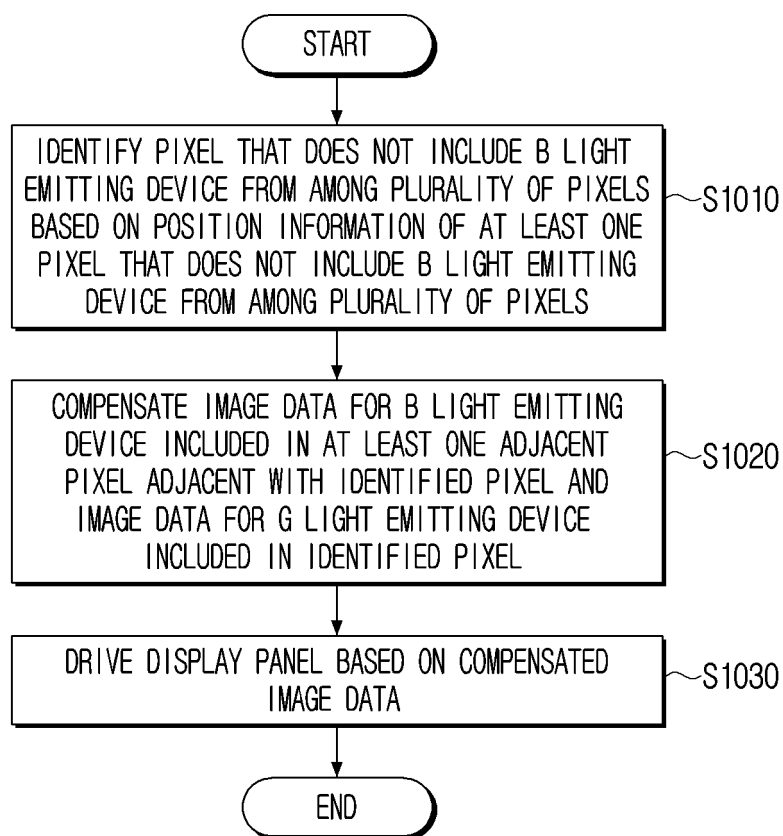 START
IDENTIFY PIXEL THAT DOES NOT INCLUDE B LIGHT
EMITTING DEVICE FROM AMONG PLURALITY OF PIXELS
BASED ON POSITION INFORMATION OF AT LEAST ONE
PIXEL THAT DOES NOT INCLUDE B LIGHT EMITTING
DEVICE FROM AMONG PLURALITY OF PIXELS
S1010
COMPENSATE IMAGE DATA FOR B LIGHT EMITTING
DEVICE INCLUDED IN AT LEAST ONE ADJACENT
PIXEL ADJACENT WITH IDENTIFIED PIXEL AND
IMAGE DATA FOR G LIGHT EMITTING DEVICE
INCLUDED IN IDENTIFIED PIXEL
S1020
DRIVE DISPLAY PANEL BASED ON COMPENSATED
IMAGE DATA
S1030
END